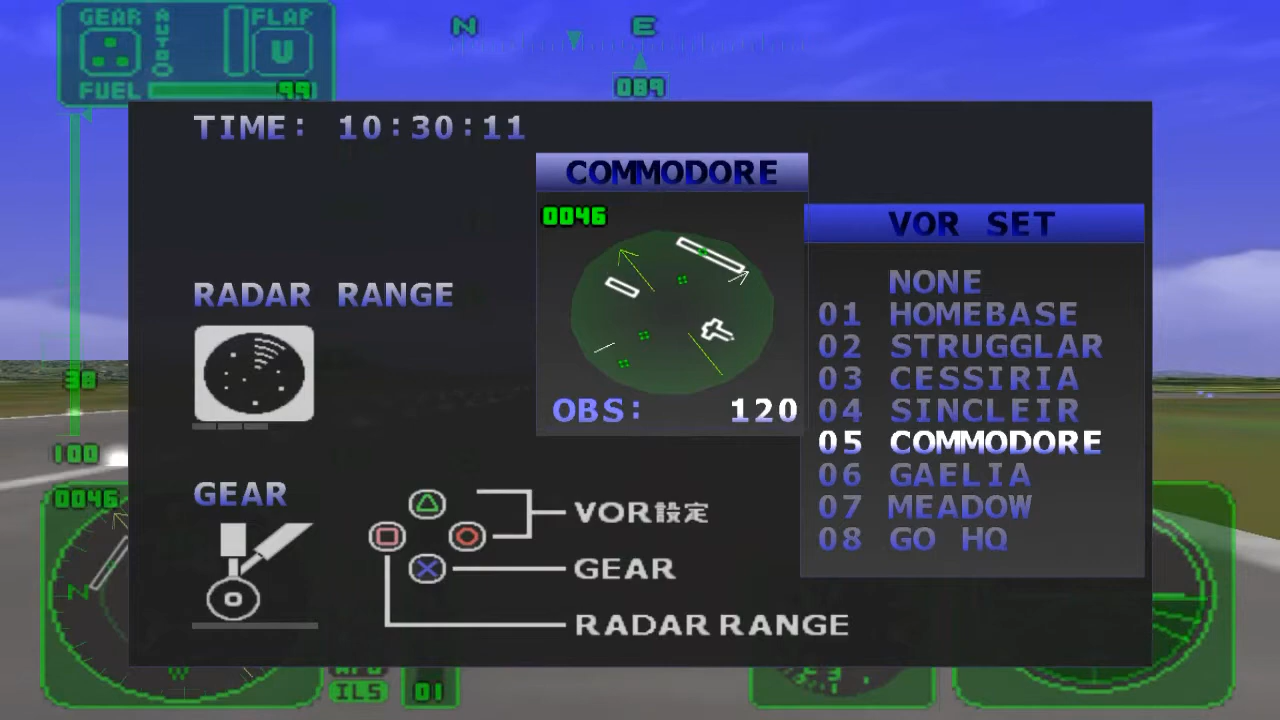 GEAR AUTO FLAP
U
FUEL 99
N E
089
TIME: 10:30:11
COMMODORE
0046
VOR SET
NONE
RADAR RANGE
01 HOMEBASE
02 STRUGGLAR
03 CESSIRIA
38
OBS: 120
04 SINCLEIR
05 COMMODORE
100
06 GAELIA
GEAR
0046
07 MEADOW
VOR設定
08 GO HQ
GEAR
N
RADAR RANGE
W
ILS 01